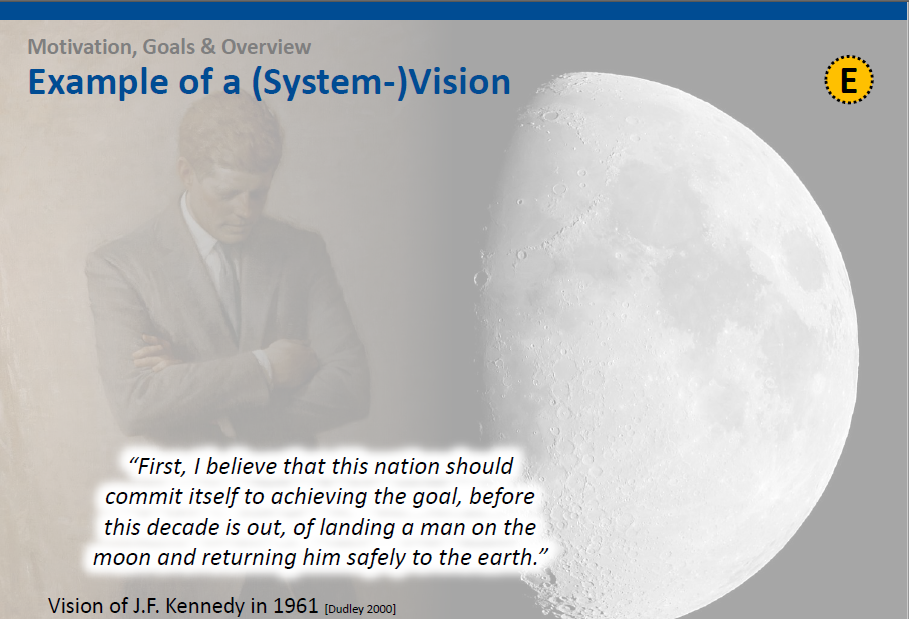 Motivation, Goals & Overview
Example of a (System-)Vision
E
“First, I believe that this nation should
commit itself to achieving the goal, before
this decade is out, of landing a man on the
moon and returning him safely to the earth.”
Vision of J.F. Kennedy in 1961 [Dudley 2000]